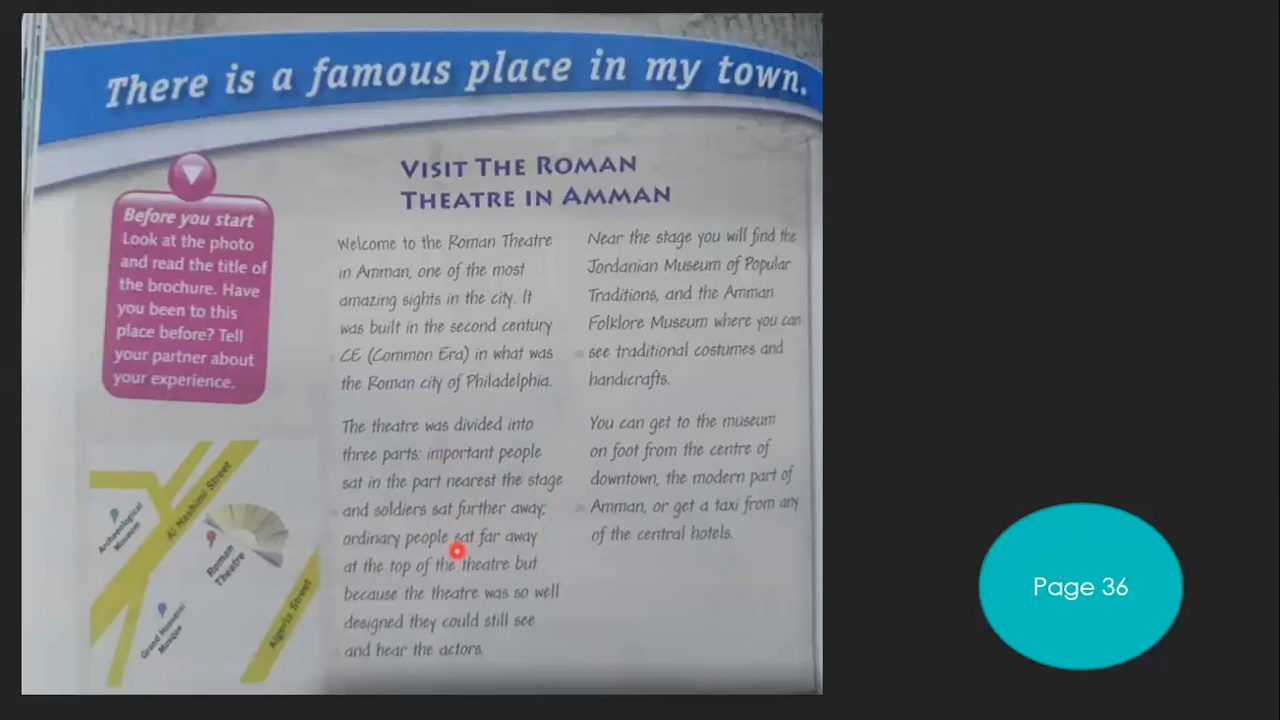 There is a famous place in my town.
VISIT THE ROMAN
THEATRE IN AMMAN
Before you start
Look at the photo
and read the title of
the brochure. Have
you been to this
place before? Tell
your partner about
your experience.
Welcome to the Roman Theatre
in Amman, one of the most
amazing sights in the city. It
was built in the second century
CE (Common Era) in what was
the Roman city of Philadelphia.
The theatre was divided into
three parts: important people
sat in the part nearest the stage
and soldiers sat further away;
ordinary people sat far away
at the top of the theatre but
because the theatre was so well
designed they could still see
and hear the actors.
Near the stage you will find the
Jordanian Museum of Popular
Traditions, and the Amman
Folklore Museum where you can
see traditional costumes and
handicrafts.
You can get to the museum
on foot from the centre of
downtown, the modern part of
Amman, or get a taxi from any
of the central hotels.
Al Hashimi Street
Archaeological
Museum
Roman
Theatre
Grand Husseini
Mosque
Algeria Street
Page 36